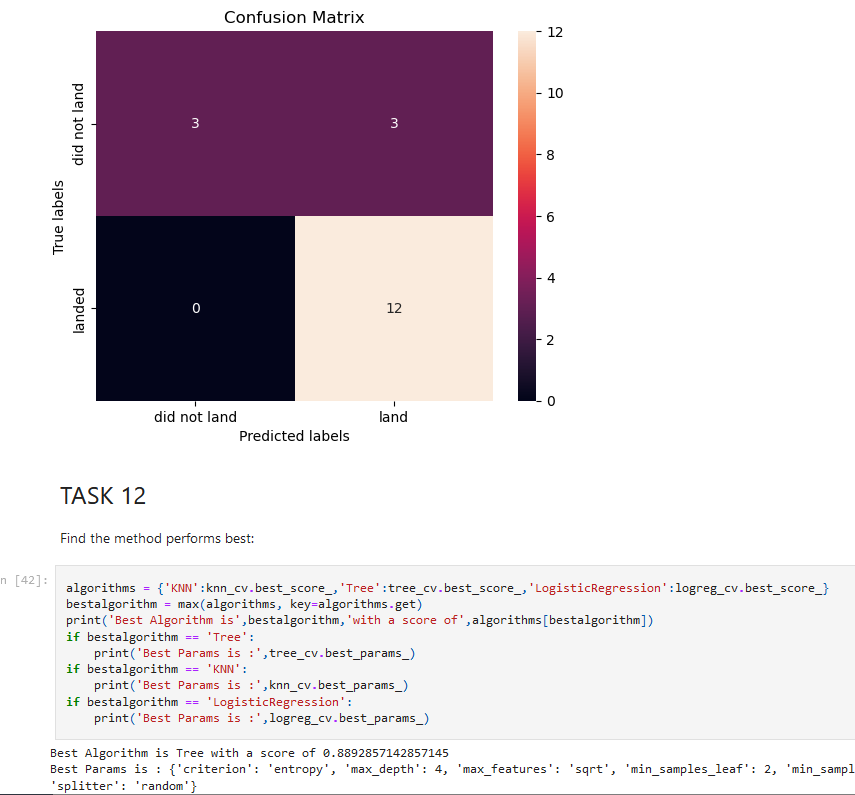 Confusion Matrix
12
10
8
6
4
2
0
did not land
landed
True labels
3 3
0 12
did not land land
Predicted labels
TASK 12
Find the method performs best:
n [42]:
algorithms = {'KNN':knn_cv.best_score_,'Tree':tree_cv.best_score_,'LogisticRegression':logreg_cv.best_score_}
bestalgorithm = max(algorithms, key=algorithms.get)
print('Best Algorithm is',bestalgorithm,'with a score of',algorithms[bestalgorithm])
if bestalgorithm == 'Tree':
    print('Best Params is :',tree_cv.best_params_)
if bestalgorithm == 'KNN':
    print('Best Params is :',knn_cv.best_params_)
if bestalgorithm == 'LogisticRegression':
    print('Best Params is :',logreg_cv.best_params_)
Best Algorithm is Tree with a score of 0.8892857142857145
Best Params is : {'criterion': 'entropy', 'max_depth': 4, 'max_features': 'sqrt', 'min_samples_leaf': 2, 'min_sampl
'splitter': 'random'}